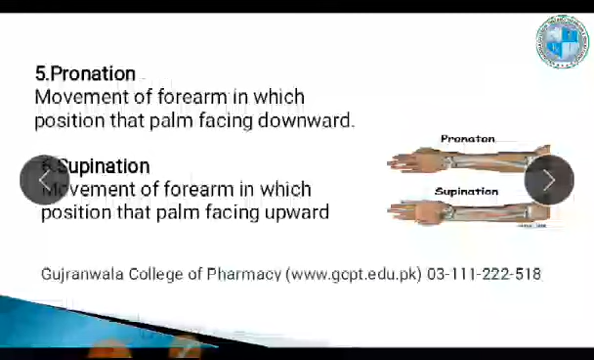 5.Pronation
Movement of forearm in which
position that palm facing downward.
6.Supination
Movement of forearm in which
position that palm facing upward
Pronaton
Supination
Gujranwala College of Pharmacy (www.gcpt.edu.pk) 03-111-222-518